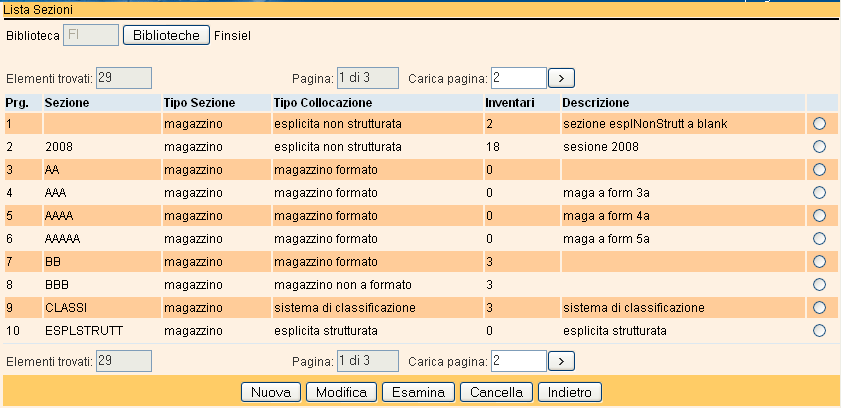 Lista Sezioni
Biblioteca FI Biblioteche Finsiel
Elementi trovati: 29 Pagina: 1 di 3 Carica pagina: 2 >
Prg. Sezione Tipo Sezione Tipo Collocazione Inventari Descrizione
1 magazzino esplicita non strutturata 2 sezione esplNonStrutt a blank
2 2008 magazzino esplicita non strutturata 18 sesione 2008
3 AA magazzino magazzino formato 0
4 AAA magazzino magazzino formato 0 maga a form 3a
5 AAAA magazzino magazzino formato 0 maga a form 4a
6 AAAAA magazzino magazzino formato 0 maga a form 5a
7 BB magazzino magazzino formato 3
8 BBB magazzino magazzino non a formato 3
9 CLASSI magazzino sistema di classificazione 3 sistema di classificazione
10 ESPLSTRUTT magazzino esplicita strutturata 0 esplicita strutturata
Elementi trovati: 29 Pagina: 1 di 3 Carica pagina: 2 >
Nuova Modifica Esamina Cancella Indietro